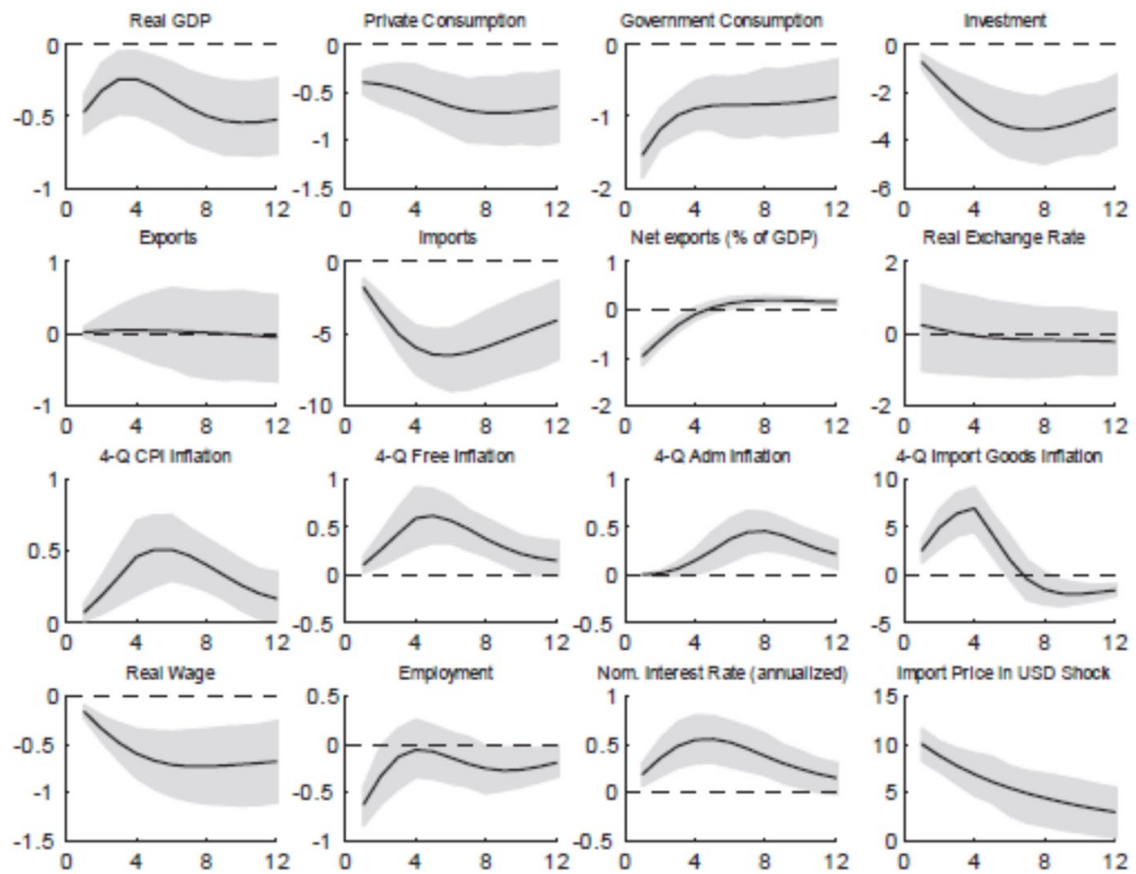 Real GDP Private Consumption Government Consumption Investment
0 0 0 0
-0.5 -0.5 -1 -2
-1 -4
-1 -1.5 -2 -6
0 4 8 12 0 4 8 12 0 4 8 12 0 4 8 12
Exports Imports Net exports (% of GDP) Real Exchange Rate
1 0 1 2
0 -5 0 0
-1
-1 -10 -2 -2
0 4 8 12 0 4 8 12 0 4 8 12 0 4 8 12
4-Q CPI Inflation 4-Q Free Inflation 4-Q Adm Inflation 4-Q Import Goods Inflation
1 1 1 10
0.5 0.5 0.5 5
0 0 0
0 -0.5 -0.5 -5
0 4 8 12 0 4 8 12 0 4 8 12 0 4 8 12
Real Wage Employment Nom. Interest Rate (annualized) Import Price in USD Shock
0 0.5 1 15
-0.5 0 0.5 10
-1 -0.5 0 5
-1.5 -1 -0.5 0
0 4 8 12 0 4 8 12 0 4 8 12 0 4 8 12